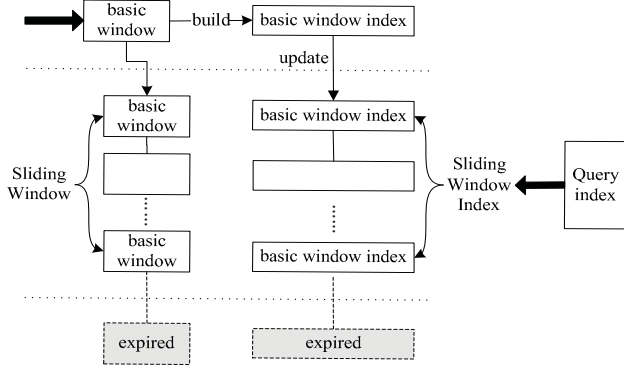 basic
window
build
basic window index
update
basic
window
basic window index
Sliding
Window
Sliding
Window
Index
Query
index
basic
window
basic window index
expired
expired